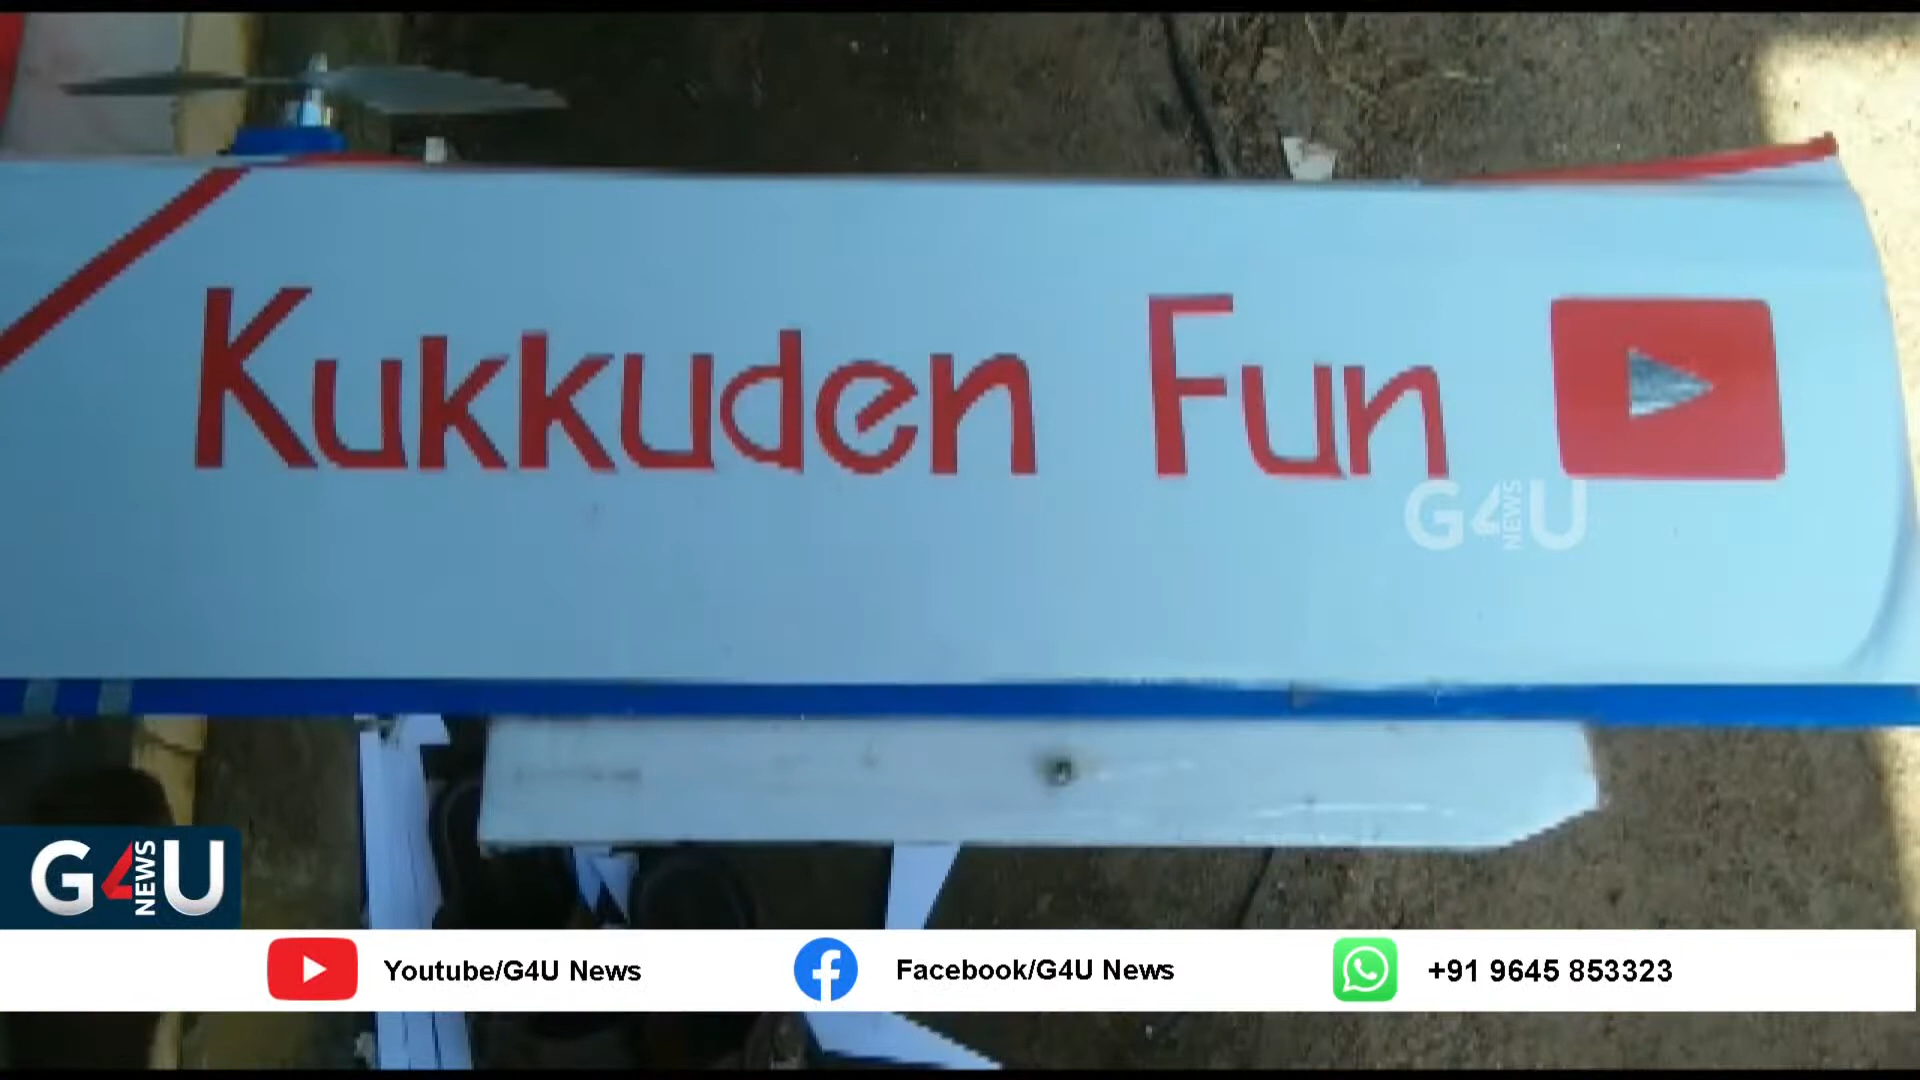 Kukkuden Fun
G4U NEWS
G4U NEWS
Youtube/G4U News
Facebook/G4U News
+91 9645 853323